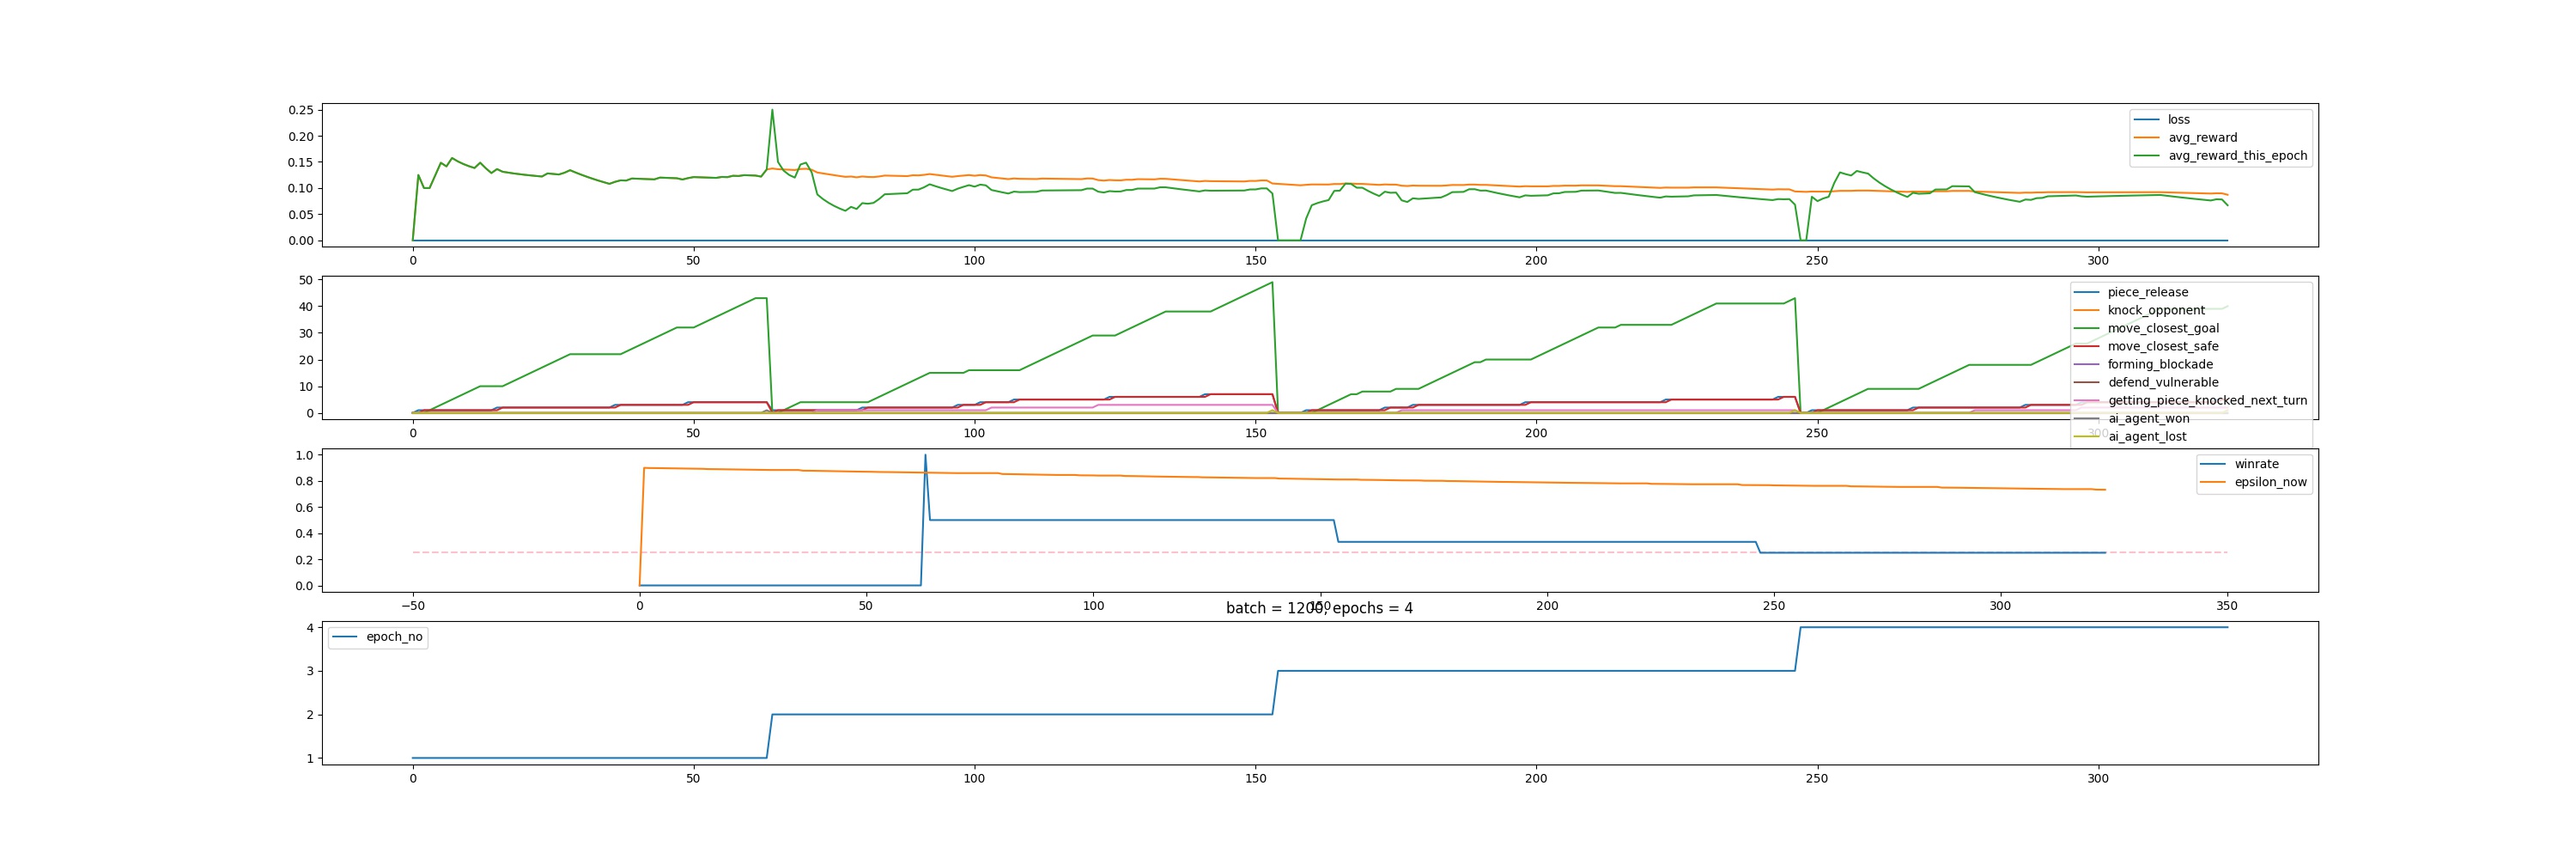 0.25
0.20
0.15
0.10
0.05
0.00
loss
avg_reward
avg_reward_this_epoch
0 50 100 150 200 250 300
50
40
30
20
10
0
piece_release
knock_opponent
move_closest_goal
move_closest_safe
forming_blockade
defend_vulnerable
getting_piece_knocked_next_turn
ai_agent_won
ai_agent_lost
0 50 100 150 200 250 300
1.0
0.8
0.6
0.4
0.2
0.0
winrate
epsilon_now
−50 0 50 100 150 200 250 300 350
batch = 1200, epochs = 4
4
3
2
1
epoch_no
0 50 100 150 200 250 300